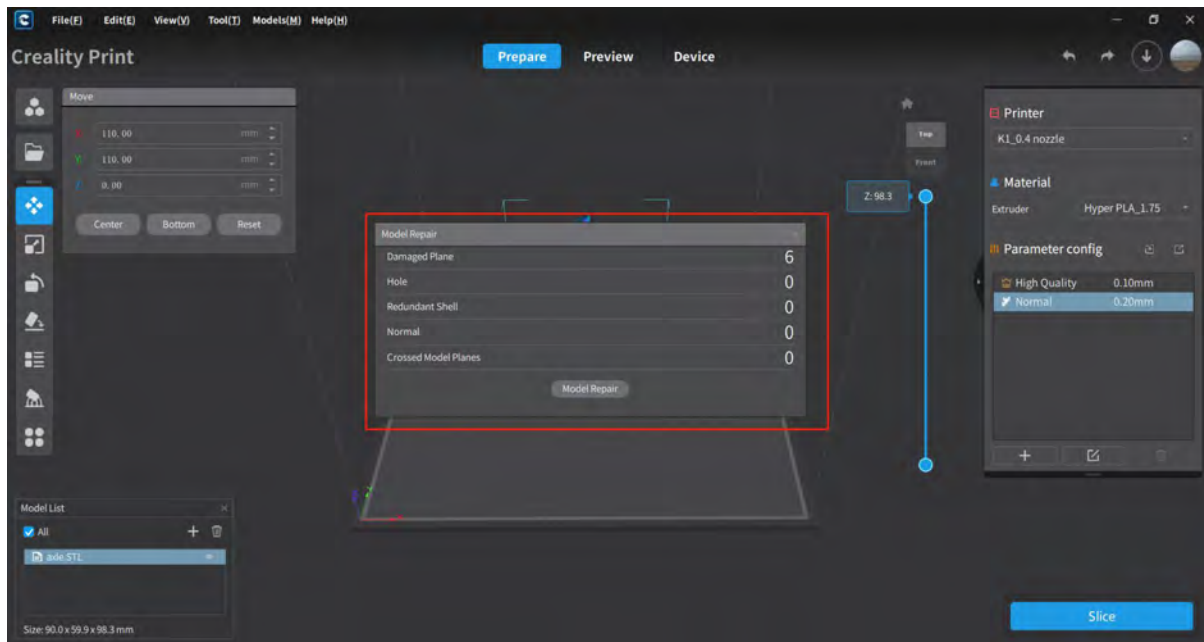 File(F) Edit(E) View(V) Tool(T) Models(M) Help(H)
Creality Print
Prepare Preview Device
Move
X: 110.00 mm
Y: 110.00 mm
Z: 0.00 mm
Center Bottom Reset
Top
Front
Z: 98.3
Model Repair
Damaged Plane 6
Hole 0
Redundant Shell 0
Normal 0
Crossed Model Planes 0
Model Repair
Printer
K1_0.4 nozzle
Material
Extruder Hyper PLA_1.75
Parameter config
High Quality 0.10mm
Normal 0.20mm
Model List
All
axle.STL
Size: 90.0 x 59.9 x 98.3 mm
Slice